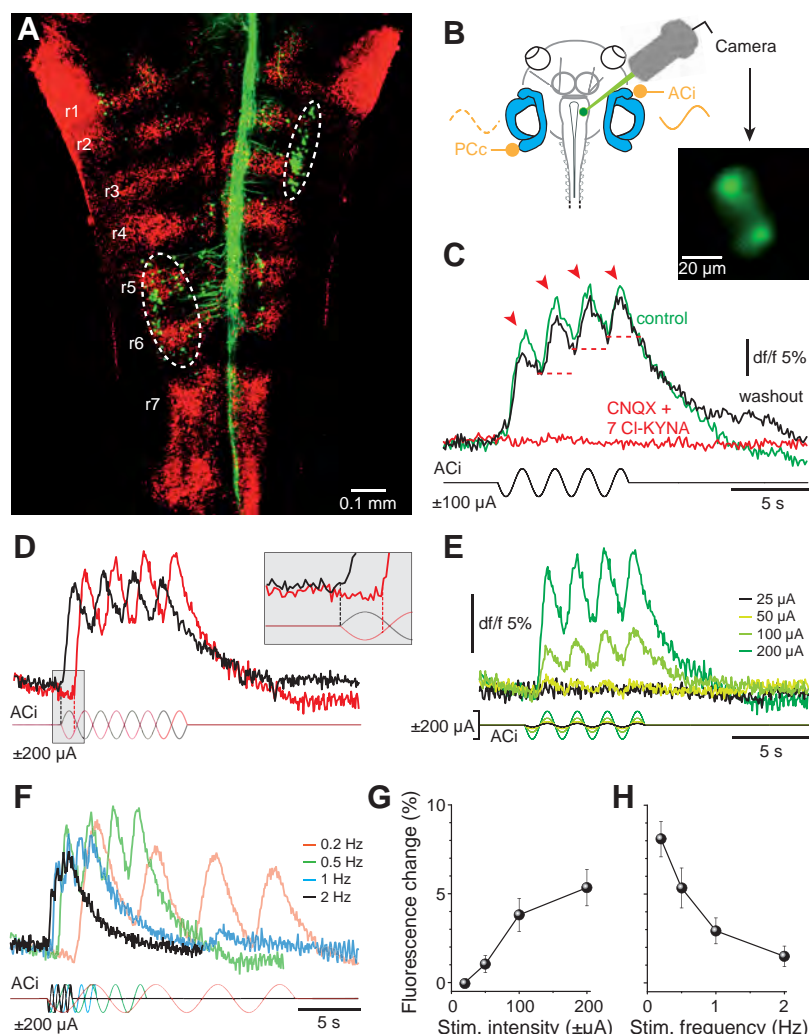 A
r1
r2
r3
r4
r5
r6
r7
0.1 mm
B
Camera
ACi
PCc
20 µm
C
control
df/f 5%
washout
CNQX +
7 Cl-KYNA
ACi
±100 µA
5 s
D
ACi
±200 µA
E
df/f 5%
25 µA
50 µA
100 µA
200 µA
±200 µA
ACi
5 s
F
0.2 Hz
0.5 Hz
1 Hz
2 Hz
ACi
±200 µA
5 s
G
Fluorescence change (%)
10
5
0
0
100
200
Stim. intensity (±uA)
H
0
1
2
Stim. frequency (Hz)